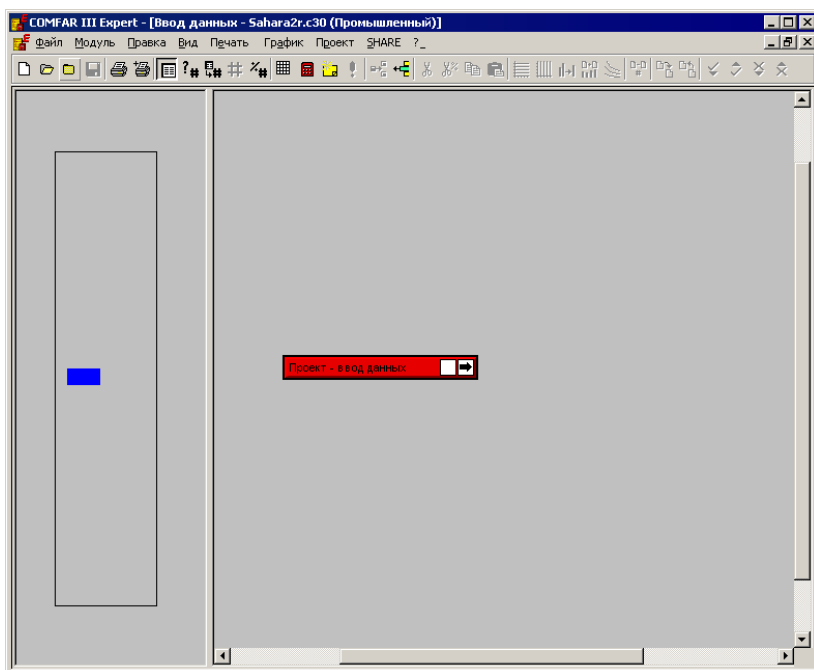 COMFAR III Expert - [Ввод данных - Sahara2r.c30 (Промышленный)]
Файл Модуль Правка Вид Печать График Проект SHARE ?_
Проект - ввод данных